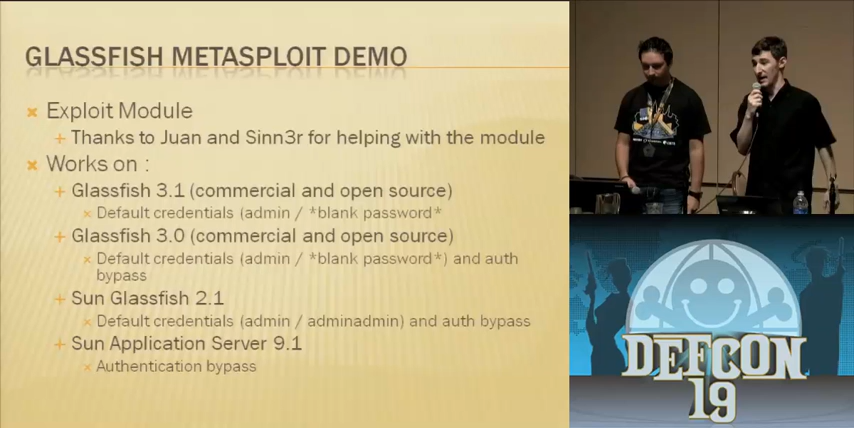 GLASSFISH METASPLOIT DEMO
Exploit Module
Thanks to Juan and Sinn3r for helping with the module
Works on :
Glassfish 3.1 (commercial and open source)
Default credentials (admin / *blank password*
Glassfish 3.0 (commercial and open source)
Default credentials (admin / *blank password*) and auth
bypass
Sun Glassfish 2.1
Default credentials (admin / adminadmin) and auth bypass
Sun Application Server 9.1
Authentication bypass
DEFCON
19